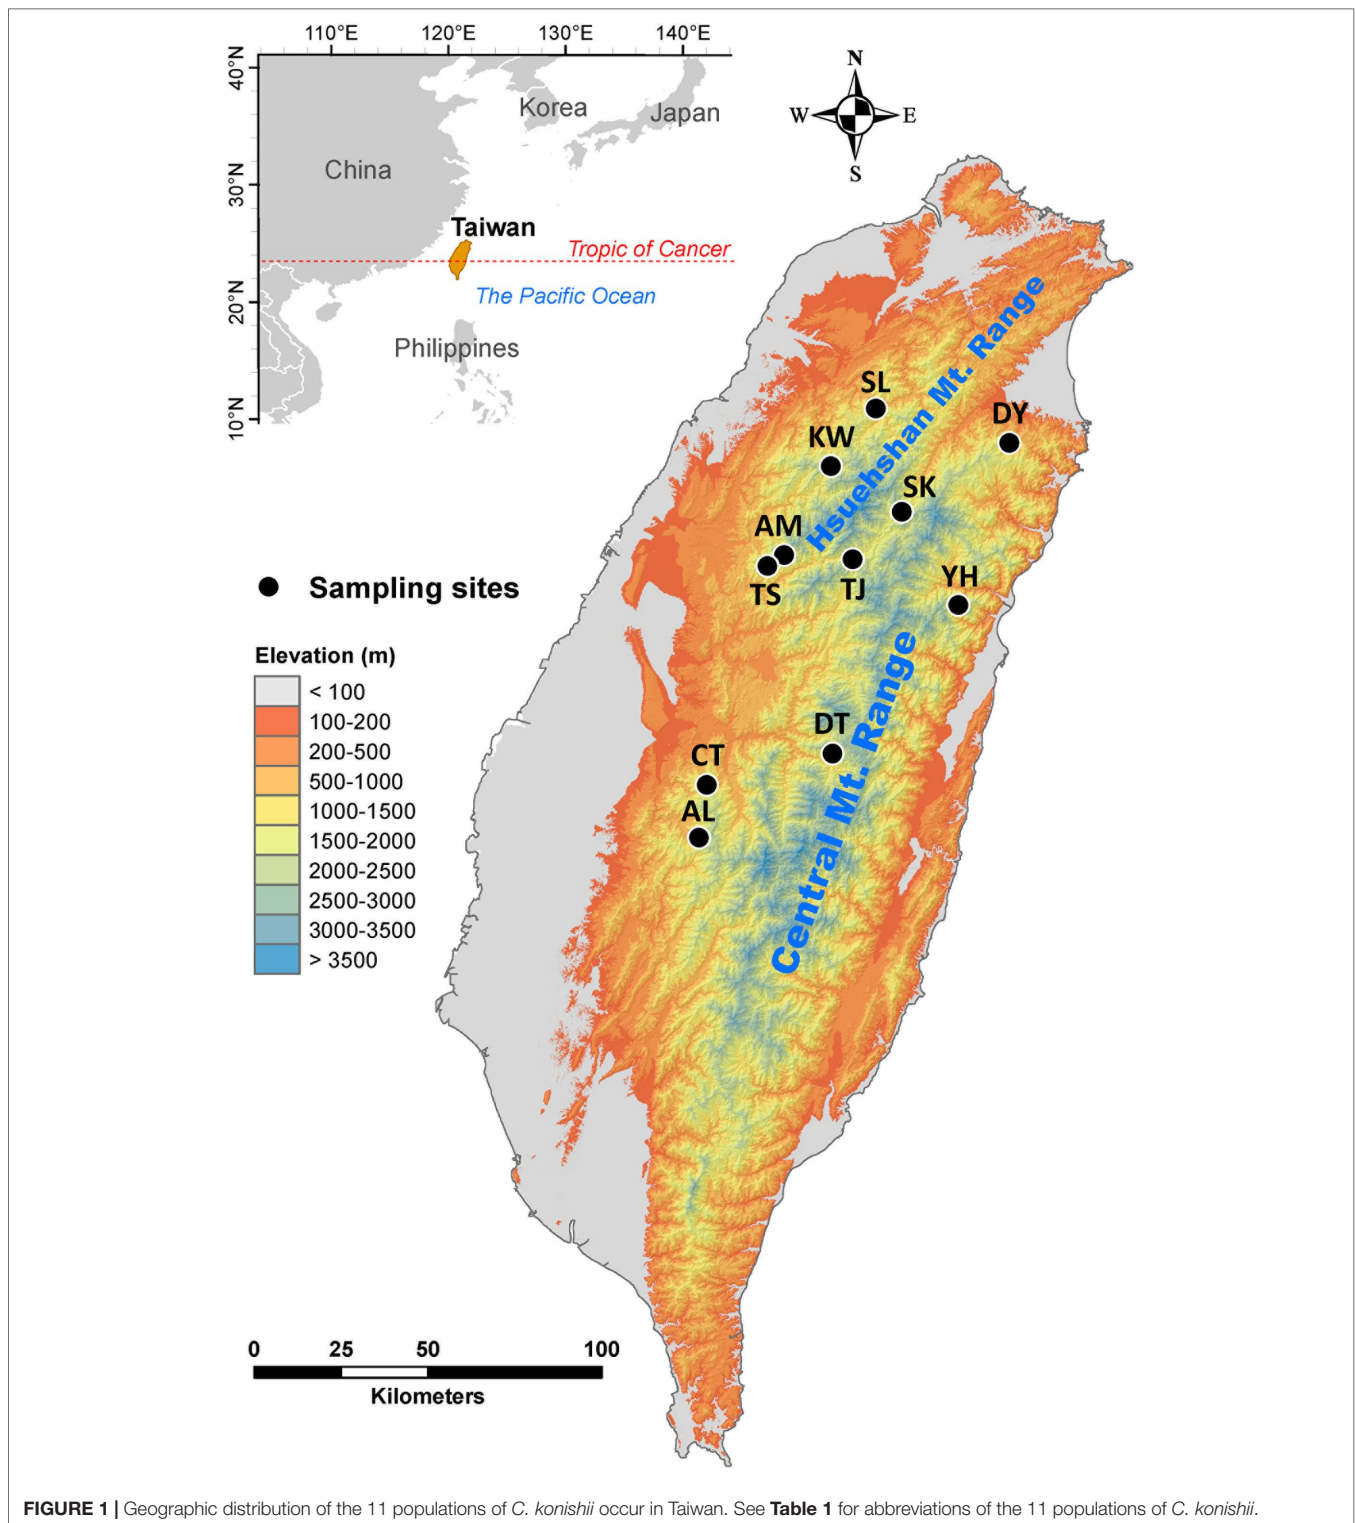 110°E 120°E 130°E 140°E
40°N
30°N
20°N
10°N
Korea
Japan
China
Taiwan
Tropic of Cancer
The Pacific Ocean
Philippines
N
W E
S
Hsuehshan Mt. Range
SL
DY
KW
SK
AM
TS
TJ
YH
Central Mt. Range
DT
CT
AL
Sampling sites
Elevation (m)
< 100
100-200
200-500
500-1000
1000-1500
1500-2000
2000-2500
2500-3000
3000-3500
> 3500
0 25 50 100
Kilometers
FIGURE 1 | Geographic distribution of the 11 populations of C. konishii occur in Taiwan. See Table 1 for abbreviations of the 11 populations of C. konishii.